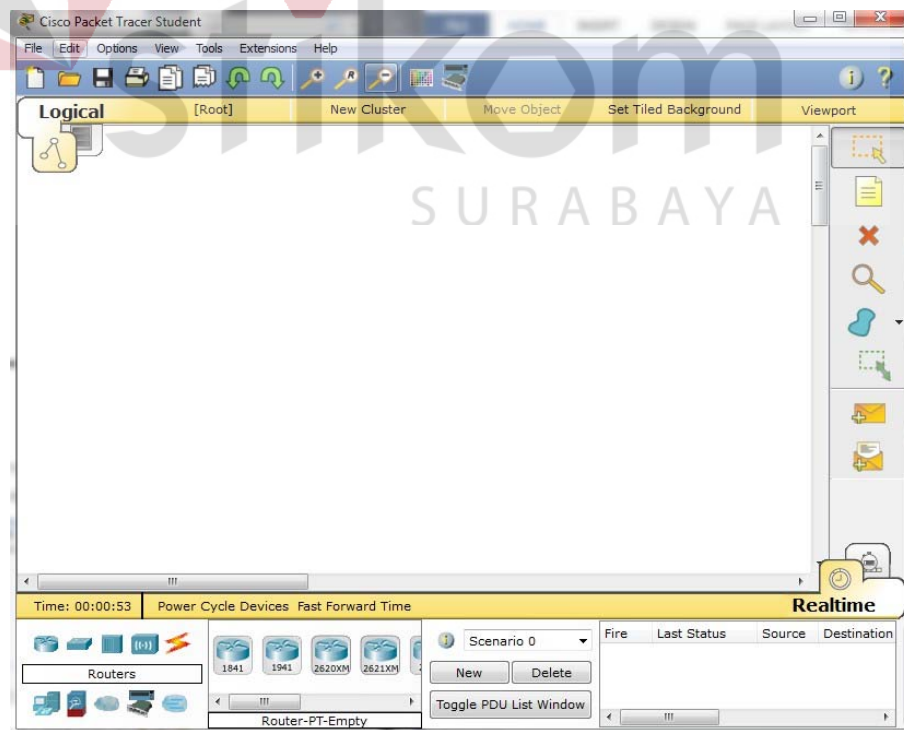 Cisco Packet Tracer Student
File Edit Options View Tools Extensions Help
stikom
SURABAYA
Logical [Root] New Cluster Move Object Set Tiled Background Viewport
Time: 00:00:53 Power Cycle Devices Fast Forward Time Realtime
Routers
1841 1941 2620XM 2621XM
Router-PT-Empty
Scenario 0
New Delete
Toggle PDU List Window
Fire Last Status Source Destination